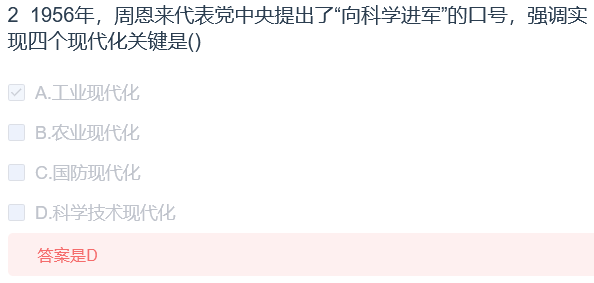 2 1956年，周恩来代表党中央提出了“向科学进军”的口号，强调实
现四个现代化关键是()
A.工业现代化
B.农业现代化
C.国防现代化
D.科学技术现代化
答案是D